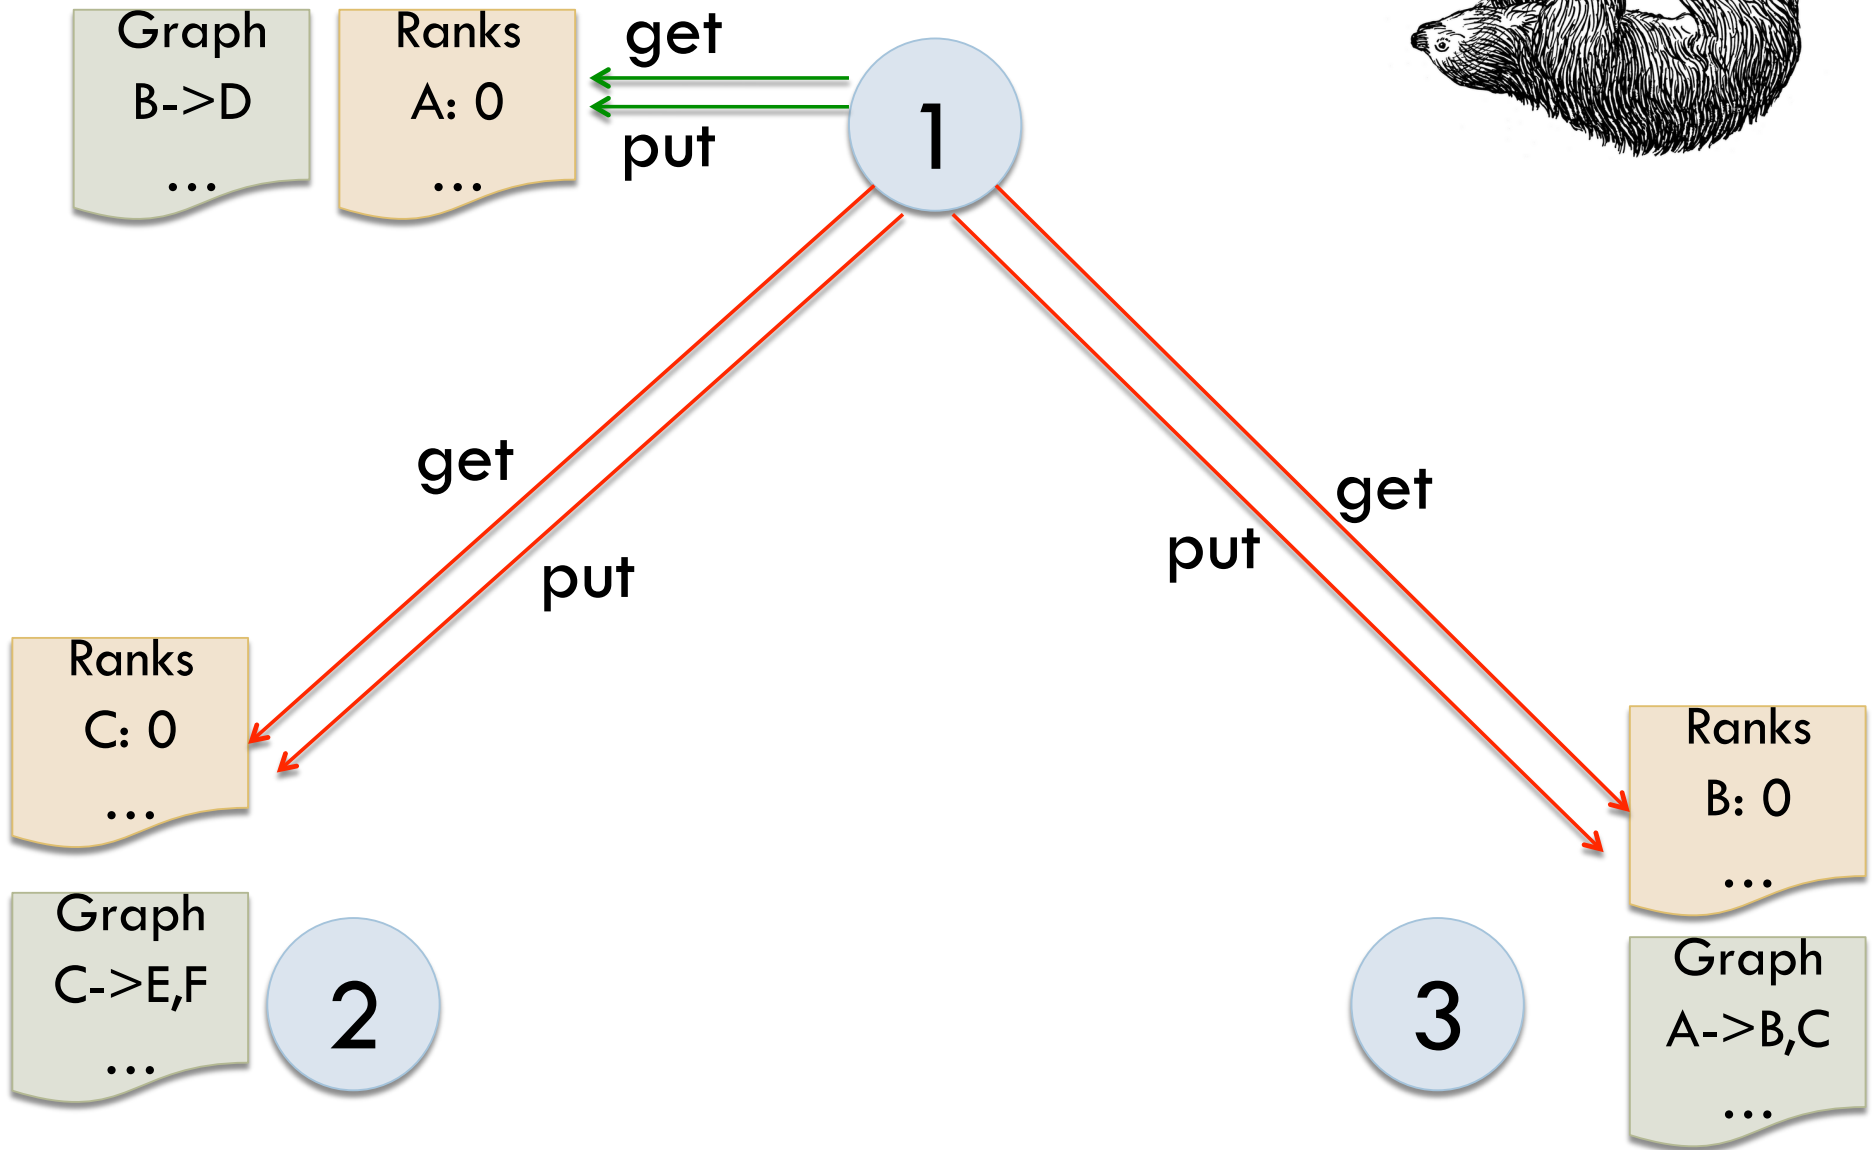 Graph
B->D
...
Ranks
A: 0
...
get
put
1
get
put
get
put
Ranks
C: 0
...
Graph
C->E,F
...
2
3
Ranks
B: 0
...
Graph
A->B,C
...